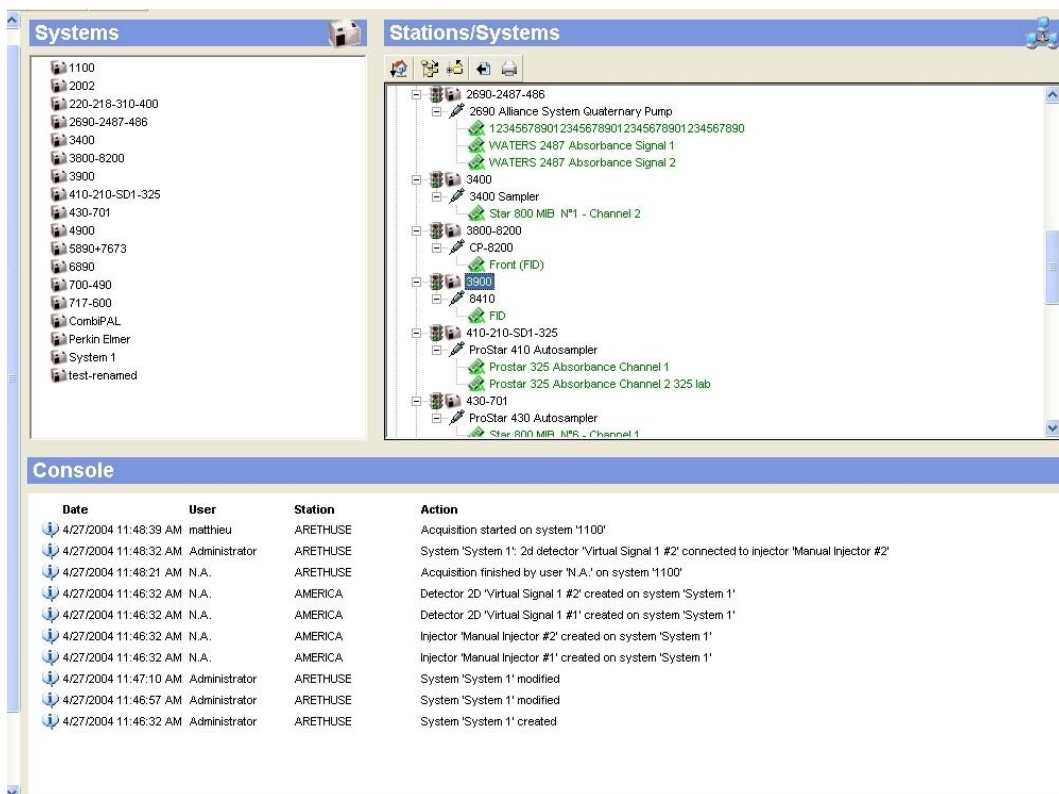 Systems
1100
2002
220-218-310-400
2690-2487-486
3400
3800-8200
3900
410-210-SD1-325
430-701
4900
5890+7673
6890
700-490
717-600
CombiPAL
Perkin Elmer
System 1
test-renamed
Stations/Systems
2690-2487-486
2690 Alliance System Quaternary Pump
1234567890123456789012345678901234567890
WATERS 2487 Absorbance Signal 1
WATERS 2487 Absorbance Signal 2
3400
3400 Sampler
Star 800 MIB N°1 - Channel 2
3800-8200
CP-8200
Front (FID)
3900
8410
FID
410-210-SD1-325
ProStar 410 Autosampler
Prostar 325 Absorbance Channel 1
Prostar 325 Absorbance Channel 2 325 lab
430-701
ProStar 430 Autosampler
Star 800 MIB N°6 - Channel 1
Console
Date User Station Action
4/27/2004 11:48:39 AM matthieu ARETHUSE Acquisition started on system '1100'
4/27/2004 11:48:32 AM Administrator ARETHUSE System 'System 1': 2d detector 'Virtual Signal 1 #2' connected to injector 'Manual Injector #2'
4/27/2004 11:48:21 AM N.A. ARETHUSE Acquisition finished by user 'N.A.' on system '1100'
4/27/2004 11:46:32 AM N.A. AMERICA Detector 2D 'Virtual Signal 1 #2' created on system 'System 1'
4/27/2004 11:46:32 AM N.A. AMERICA Detector 2D 'Virtual Signal 1 #1' created on system 'System 1'
4/27/2004 11:46:32 AM N.A. AMERICA Injector 'Manual Injector #2' created on system 'System 1'
4/27/2004 11:46:32 AM N.A. AMERICA Injector 'Manual Injector #1' created on system 'System 1'
4/27/2004 11:47:10 AM Administrator ARETHUSE System 'System 1' modified
4/27/2004 11:46:57 AM Administrator ARETHUSE System 'System 1' modified
4/27/2004 11:46:32 AM Administrator ARETHUSE System 'System 1' created